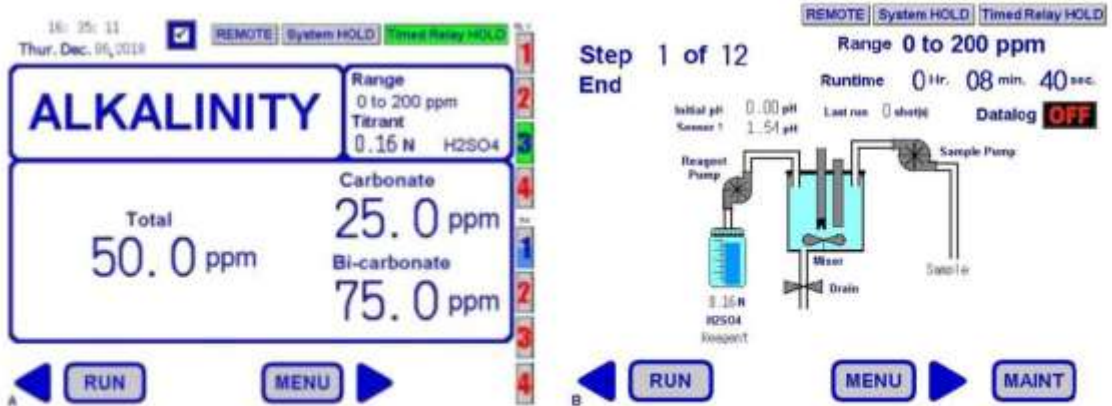 16: 35: 11
Thur. Dec. 06,2018
REMOTE System HOLD Timed Relay HOLD
ALKALINITY
Range
0 to 200 ppm
Titrant
0.16 N H2SO4
Total
50.0 ppm
Carbonate
25.0 ppm
Bi-carbonate
75.0 ppm
1
2
3
4
1
2
3
4
RUN MENU
A
REMOTE System HOLD Timed Relay HOLD
Step 1 of 12
End
Range 0 to 200 ppm
Runtime 0 Hr. 08 min. 40 sec.
Initial pH 0.00 pH
Sensor 1 1.54 pH
Last run 0 shot(s)
Datalog OFF
Reagent
Pump
Sample Pump
Mixer
Drain
Sample
0.16 N
H2SO4
Reagent
RUN MENU MAINT
B